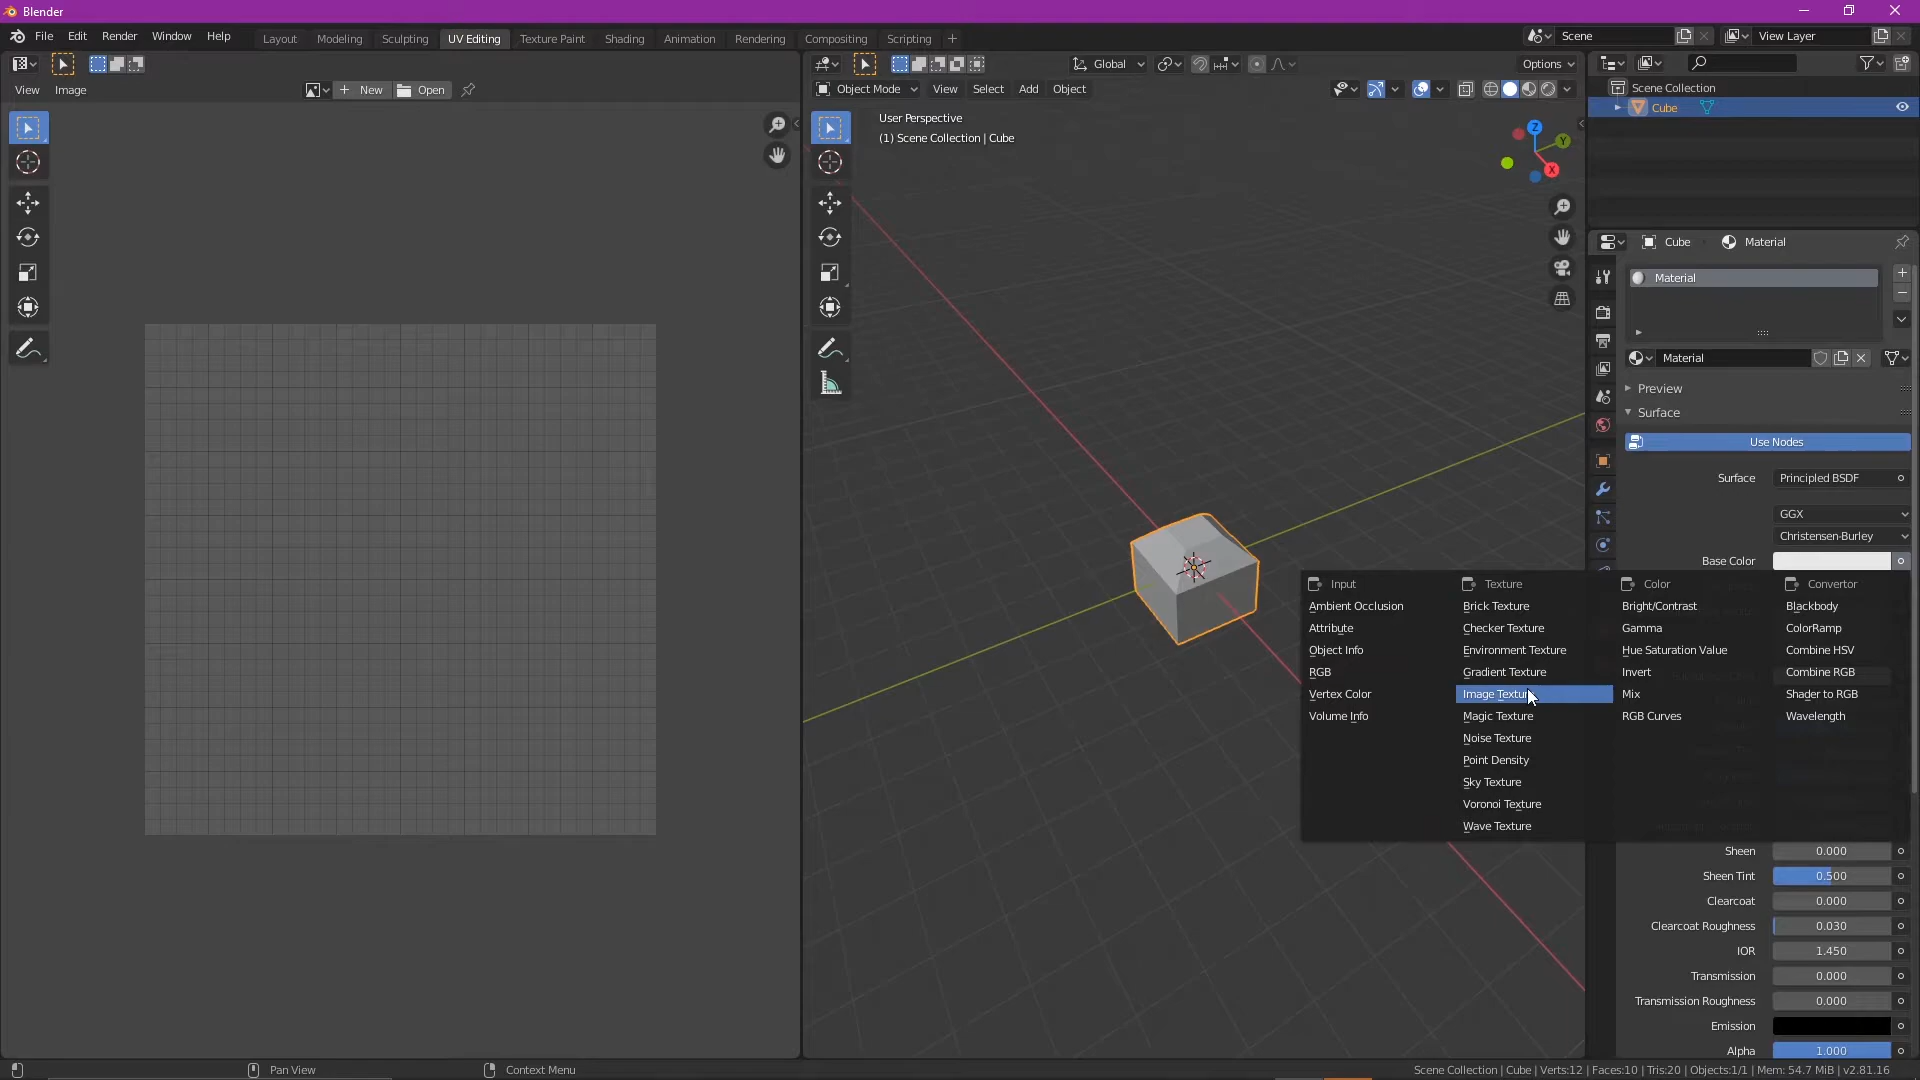 Blender
File Edit Render Window Help
Layout Modeling Sculpting UV Editing Texture Paint Shading Animation Rendering Compositing Scripting +
Scene
View Layer
View Image
New
Open
Global
Options
Object Mode View Select Add Object
User Perspective
(1) Scene Collection | Cube
Z
Y
X
Scene Collection
Cube
Cube
Material
Material
Material
Preview
Surface
Use Nodes
Surface Principled BSDF
GGX
Christensen-Burley
Base Color
Input
Ambient Occlusion
Attribute
Object Info
RGB
Vertex Color
Volume Info
Texture
Brick Texture
Checker Texture
Environment Texture
Gradient Texture
Image Textu
Magic Texture
Noise Texture
Point Density
Sky Texture
Voronoi Texture
Wave Texture
Color
Bright/Contrast
Gamma
Hue Saturation Value
Invert
Mix
RGB Curves
Convertor
Blackbody
ColorRamp
Combine HSV
Combine RGB
Shader to RGB
Wavelength
Sheen 0.000
Sheen Tint 0.500
Clearcoat 0.000
Clearcoat Roughness 0.030
IOR 1.450
Transmission 0.000
Transmission Roughness 0.000
Emission
Alpha 1.000
Pan View
Context Menu
Scene Collection | Cube | Verts:12 | Faces:10 | Tris:20 | Objects:1/1 | Mem: 54.7 MiB | v2.81.16